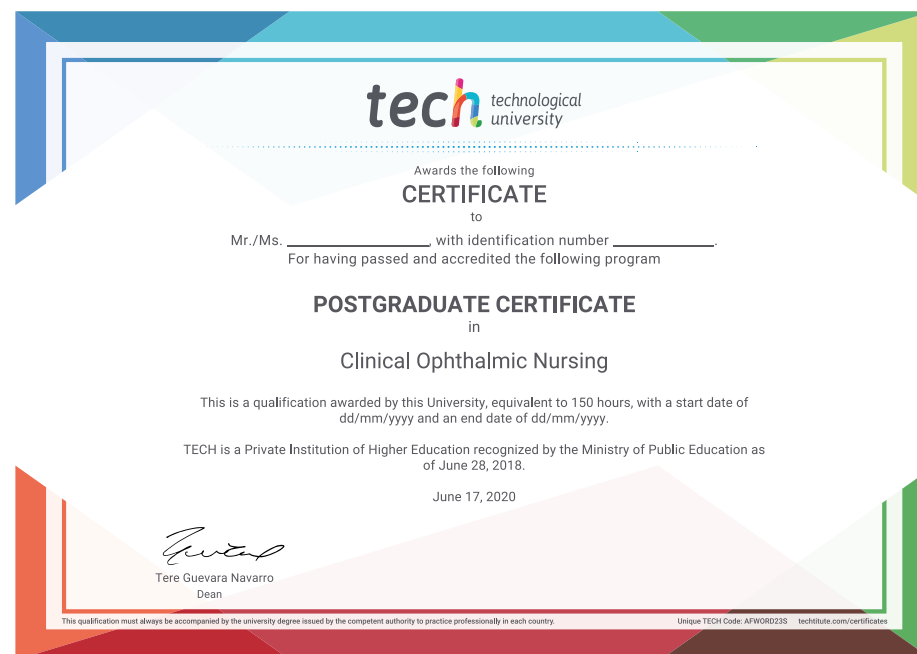 tech technological
university
Awards the following
CERTIFICATE
to
Mr./Ms. ____________________, with identification number ______________.
For having passed and accredited the following program
POSTGRADUATE CERTIFICATE
in
Clinical Ophthalmic Nursing
This is a qualification awarded by this University, equivalent to 150 hours, with a start date of
dd/mm/yyyy and an end date of dd/mm/yyyy.
TECH is a Private Institution of Higher Education recognized by the Ministry of Public Education as
of June 28, 2018.
June 17, 2020
Tere Guevara Navarro
Dean
This qualification must always be accompanied by the university degree issued by the competent authority to practice professionally in each country. Unique TECH Code: AFWORD23S techtitute.com/certificates